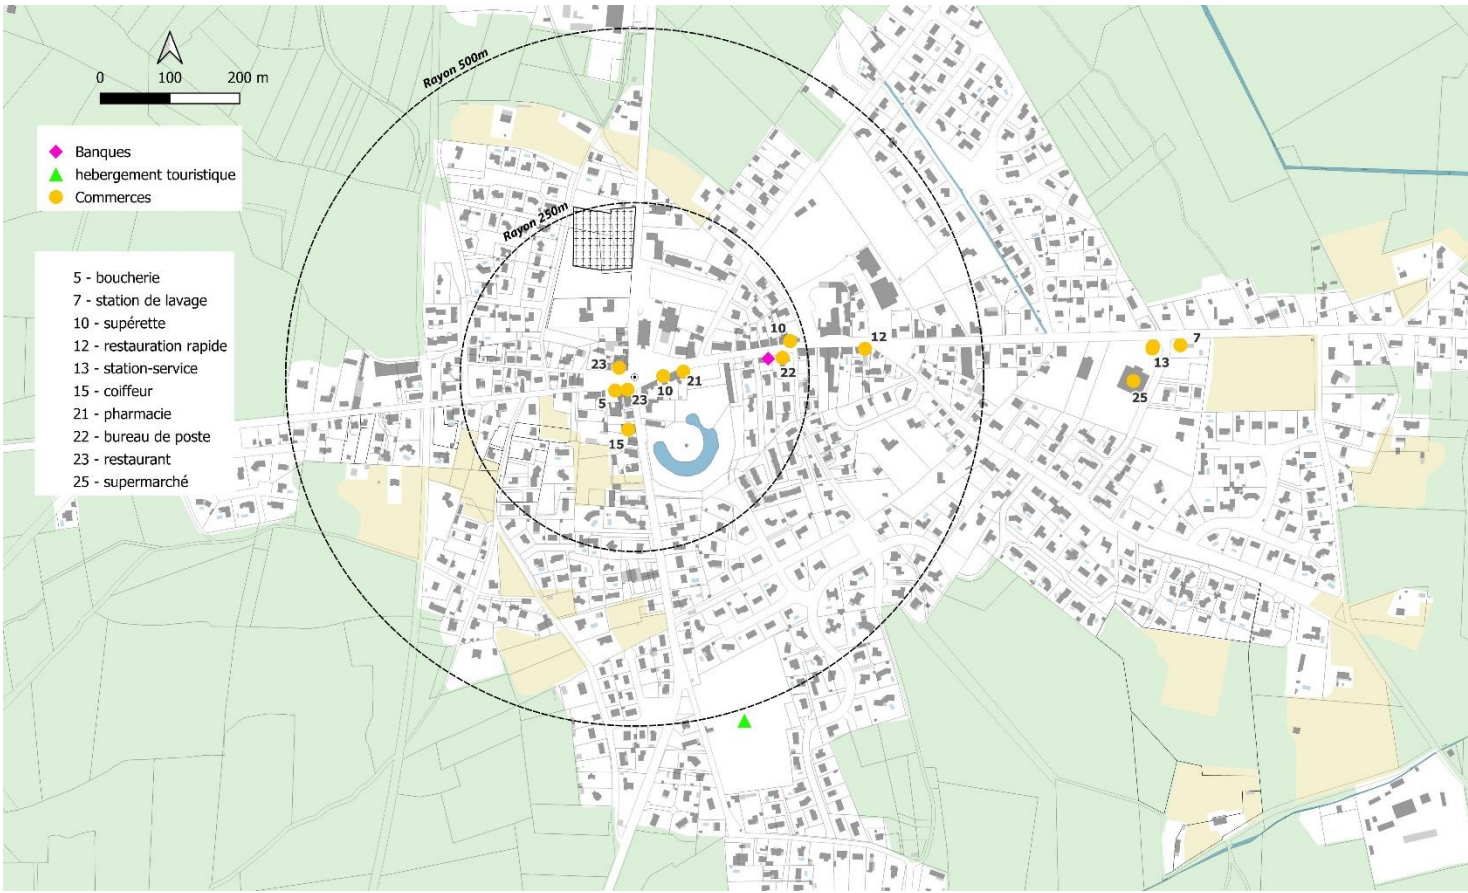 Rayon 500m
0 100 200 m
Banques
hebergement touristique
Commerces
Rayon 250m
5 - boucherie
7 - station de lavage
10 - supérette
12 - restauration rapide
13 - station-service
15 - coiffeur
21 - pharmacie
22 - bureau de poste
23 - restaurant
25 - supermarché
10
12
7
13
22
23
21
10
25
5
23
15